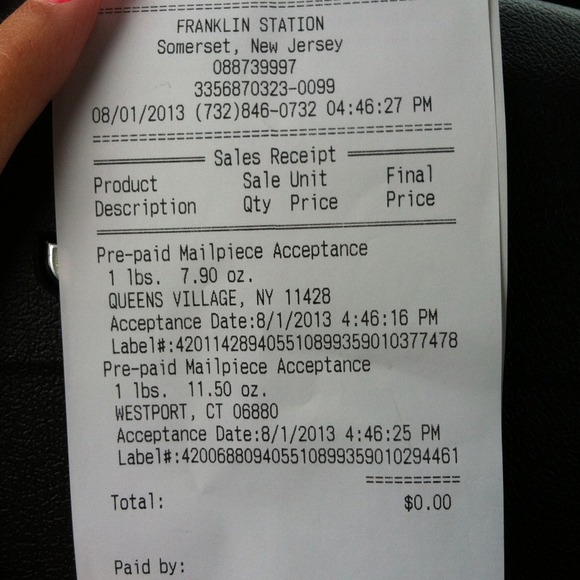 FRANKLIN STATION
Somerset, New Jersey
088739997
3356870323-0099
08/01/2013 (732)846-0732 04:46:27 PM
Sales Receipt
Product Sale Unit Final
Description Qty Price Price
Pre-paid Mailpiece Acceptance
1 lbs. 7.90 oz.
QUEENS VILLAGE, NY 11428
Acceptance Date:8/1/2013 4:46:16 PM
Label#:420114289405510899359010377478
Pre-paid Mailpiece Acceptance
1 lbs. 11.50 oz.
WESTPORT, CT 06880
Acceptance Date:8/1/2013 4:46:25 PM
Label#:420068809405510899359010294461
==========
Total: $0.00
Paid by: